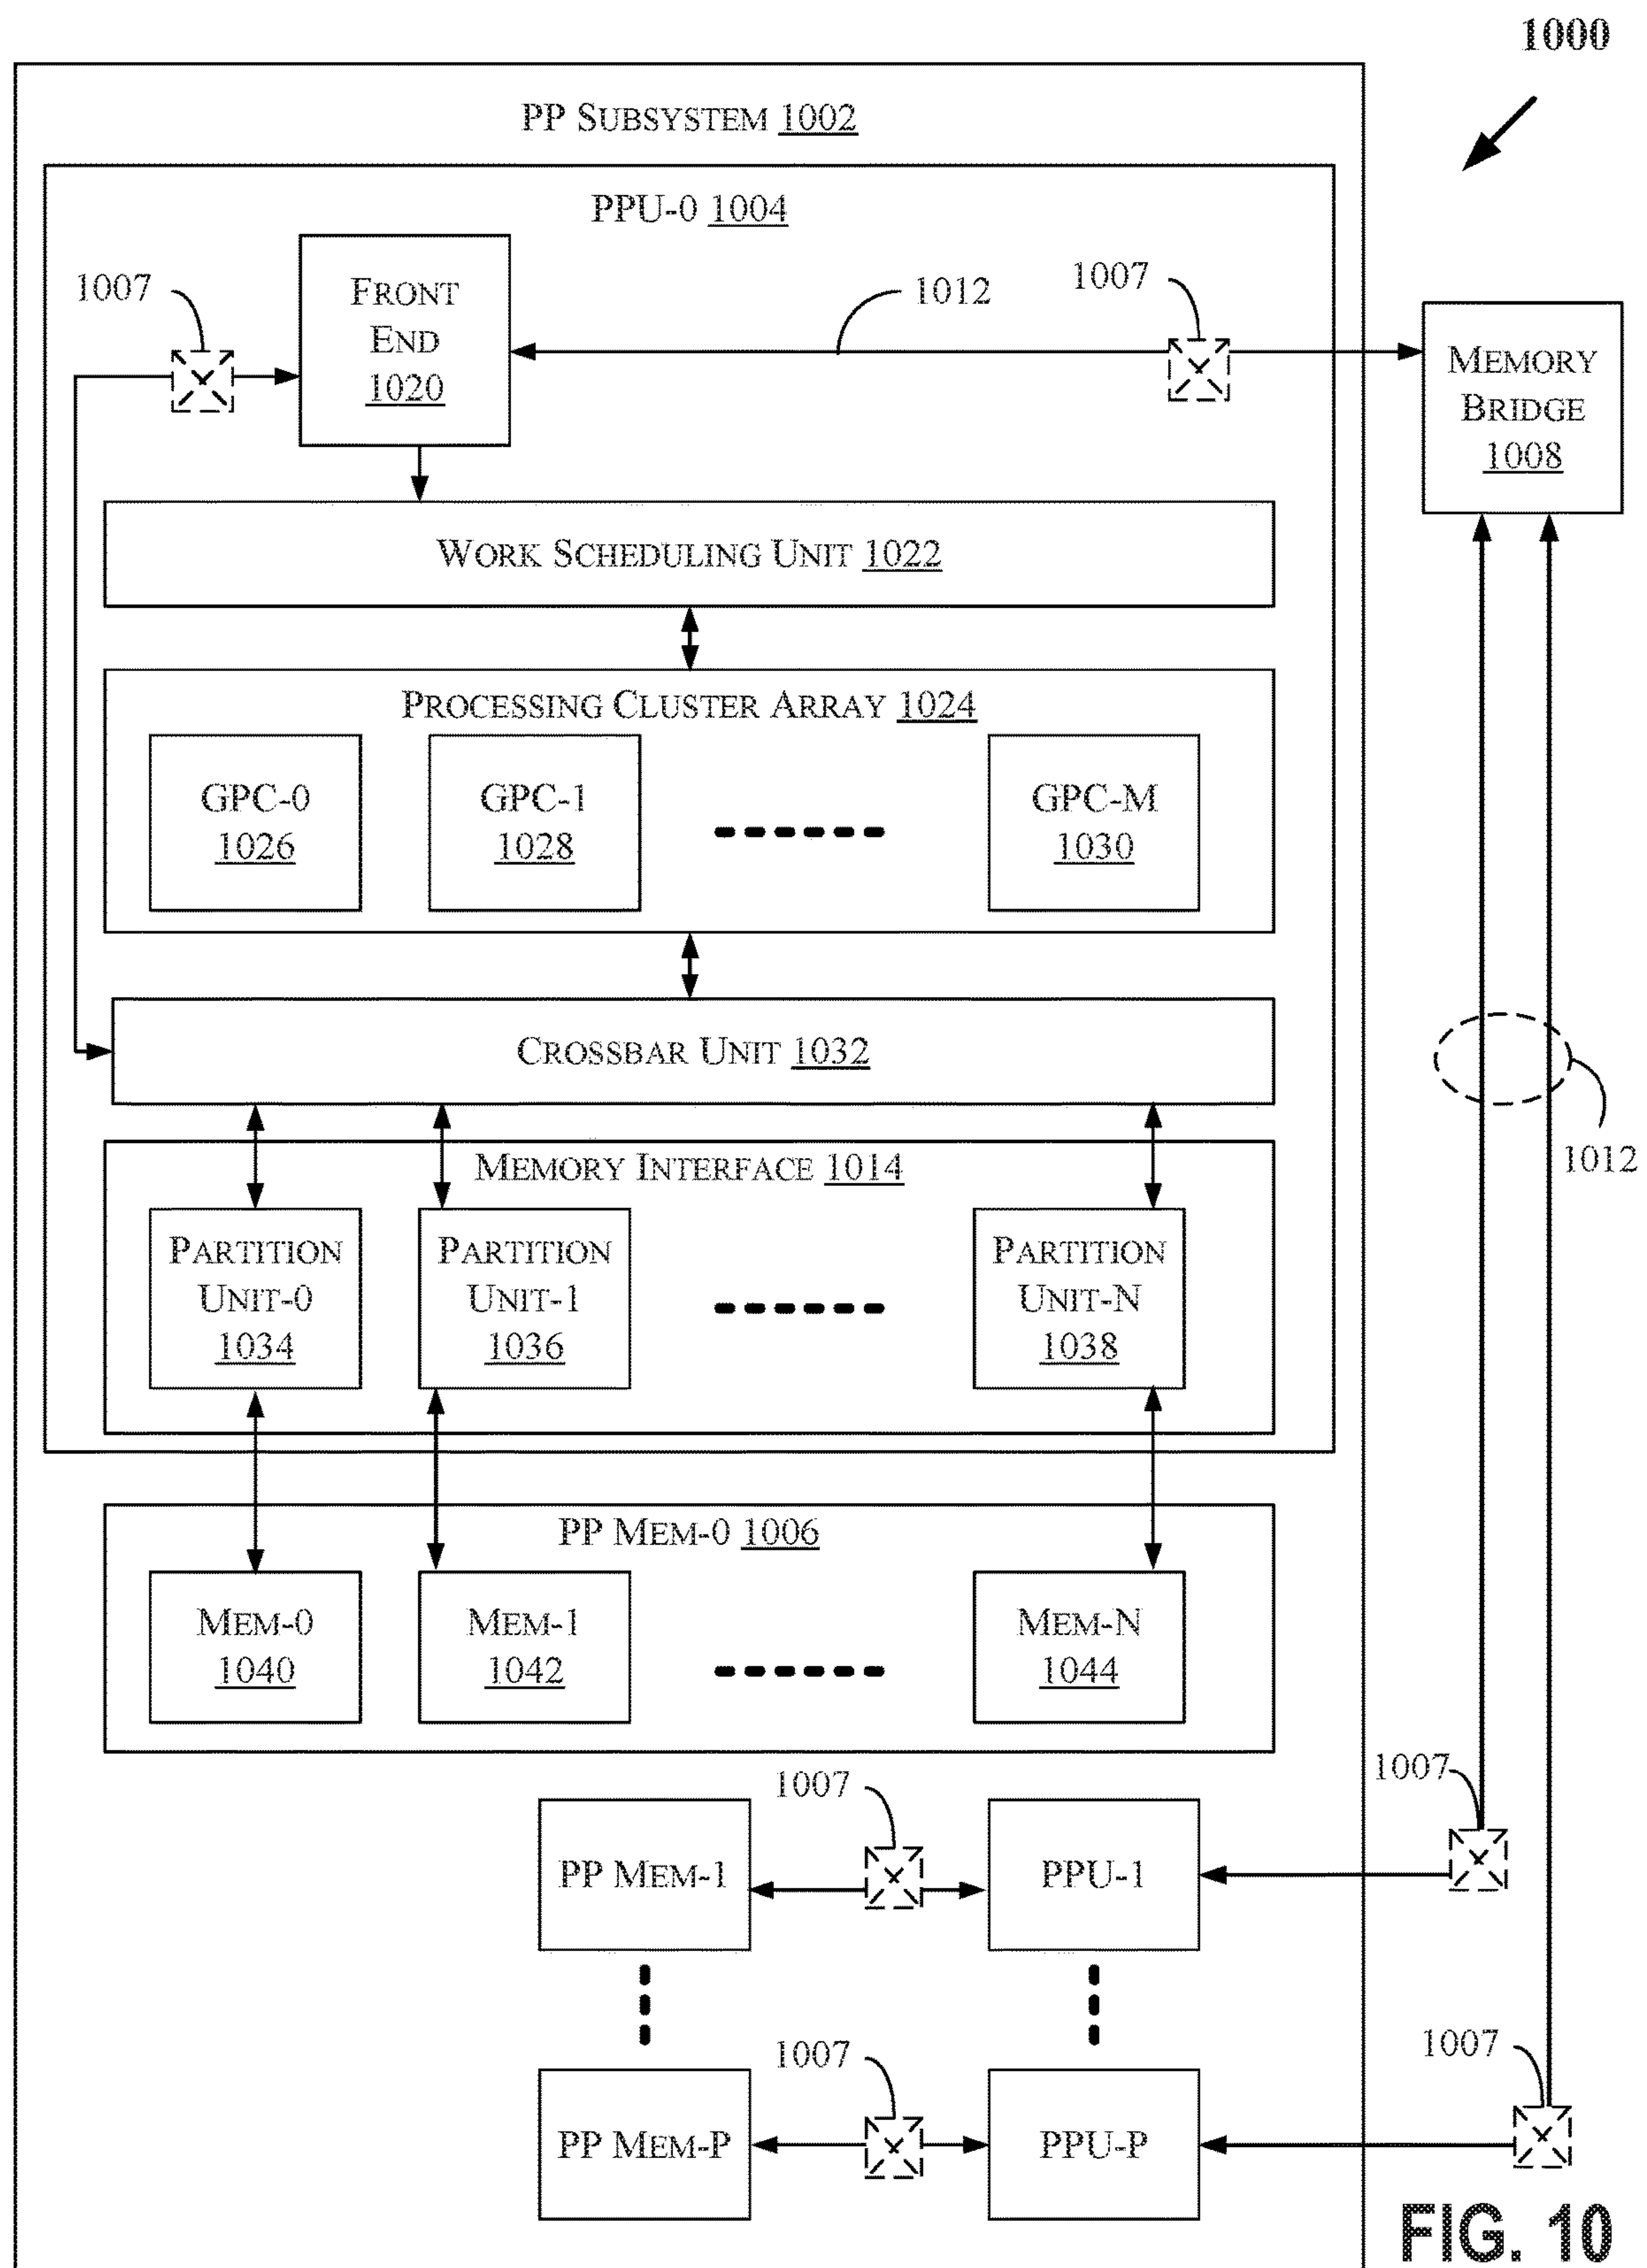 1000
PP SUBSYSTEM 1002
PPU-0 1004
1007
FRONT
END
1020
1012
1007
MEMORY
BRIDGE
1008
WORK SCHEDULING UNIT 1022
PROCESSING CLUSTER ARRAY 1024
GPC-0
1026
GPC-1
1028
GPC-M
1030
CROSSBAR UNIT 1032
1012
MEMORY INTERFACE 1014
PARTITION
UNIT-0
1034
PARTITION
UNIT-1
1036
PARTITION
UNIT-N
1038
PP MEM-0 1006
MEM-0
1040
MEM-1
1042
MEM-N
1044
1007
1007
PP MEM-1
PPU-1
1007
1007
PP MEM-P
PPU-P
FIG. 10